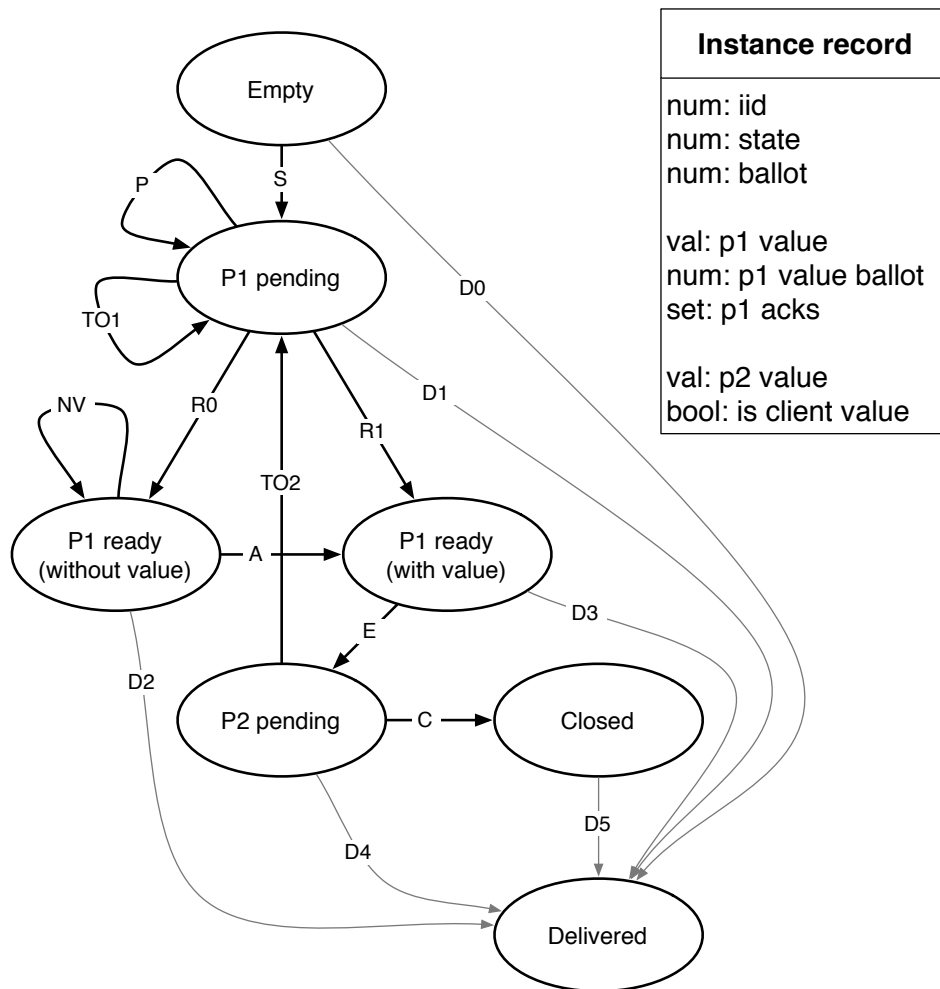 Empty
Instance record
num: iid
num: state
num: ballot
val: p1 value
num: p1 value ballot
set: p1 acks
val: p2 value
bool: is client value
S
P
P1 pending
D0
TO1
D1
NV
R0
R1
TO2
P1 ready
(without value)
A
P1 ready
(with value)
D3
E
D2
P2 pending
C
Closed
D5
D4
Delivered